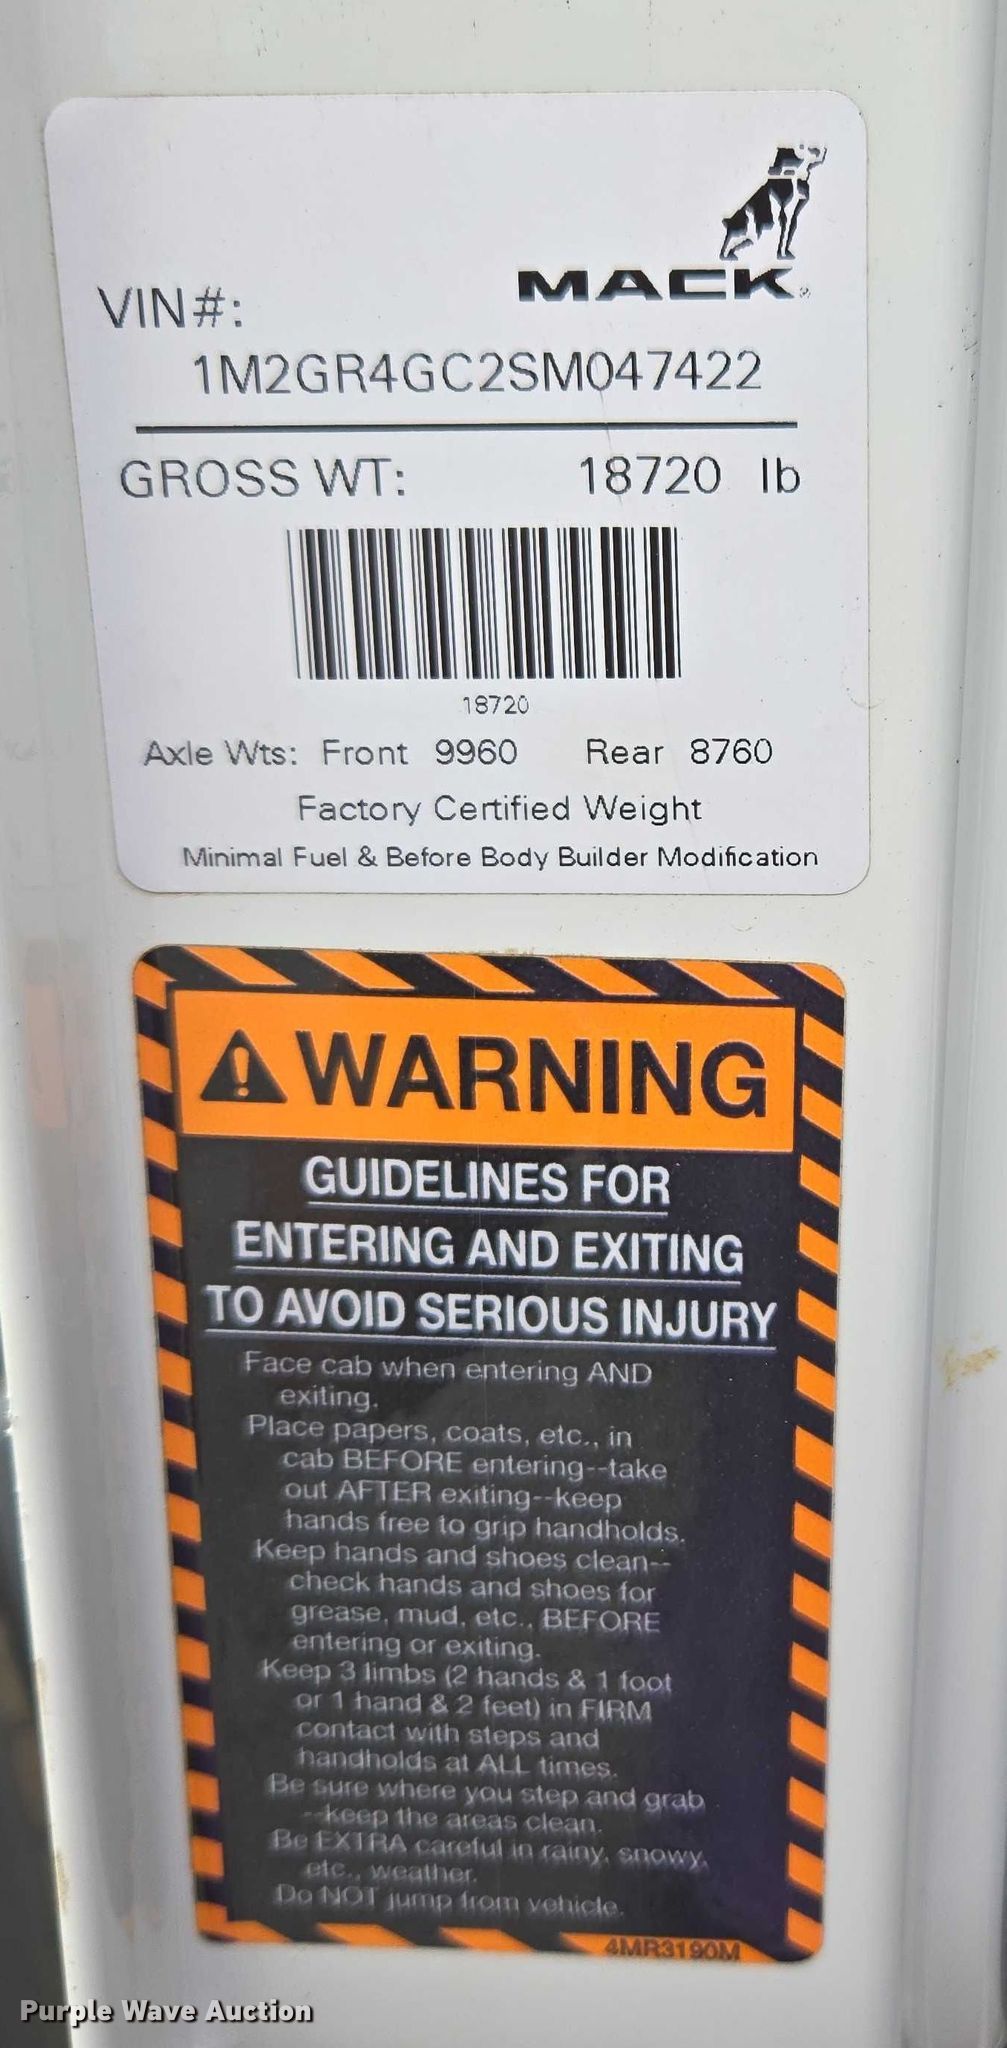 MACK
VIN#:
1M2GR4GC2SM047422
GROSS WT: 18720 lb
18720
Axle Wts: Front 9960 Rear 8760
Factory Certified Weight
Minimal Fuel & Before Body Builder Modification
WARNING
GUIDELINES FOR
ENTERING AND EXITING
TO AVOID SERIOUS INJURY
Face cab when entering AND
exiting.
Place papers, coats, etc., in
cab BEFORE entering--take
out AFTER exiting--keep
hands free to grip handholds.
Keep hands and shoes clean--
check hands and shoes for
grease, mud, etc., BEFORE
entering or exiting.
Keep 3 limbs (2 hands & 1 foot
or 1 hand & 2 feet) in FIRM
contact with steps and
handholds at ALL times.
Be sure where you step and grab
--keep the areas clean.
Be EXTRA careful in rainy, snowy,
etc., weather.
Do NOT jump from vehicle.
4MR3190M
Purple Wave Auction